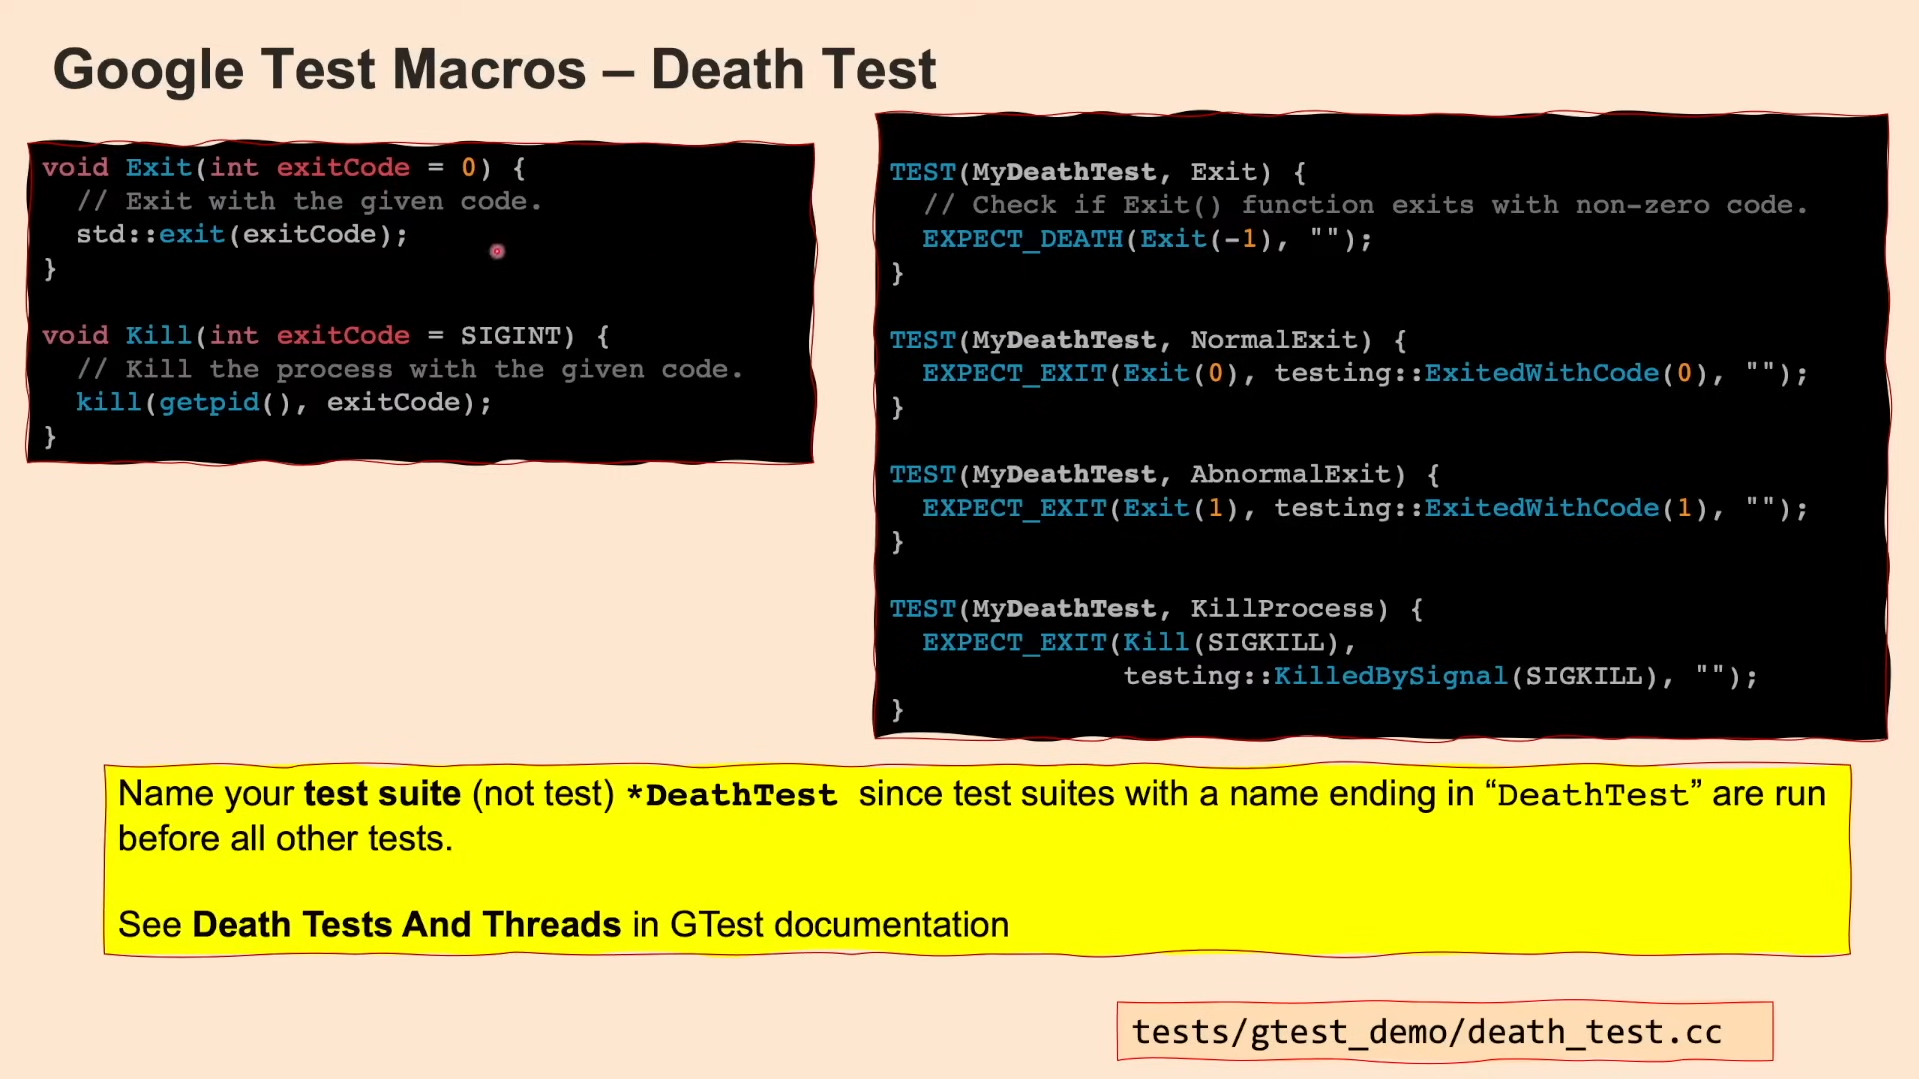 Google Test Macros – Death Test
void Exit(int exitCode = 0) {
  // Exit with the given code.
  std::exit(exitCode);
}

void Kill(int exitCode = SIGINT) {
  // Kill the process with the given code.
  kill(getpid(), exitCode);
}
TEST(MyDeathTest, Exit) {
  // Check if Exit() function exits with non-zero code.
  EXPECT_DEATH(Exit(-1), "");
}

TEST(MyDeathTest, NormalExit) {
  EXPECT_EXIT(Exit(0), testing::ExitedWithCode(0), "");
}

TEST(MyDeathTest, AbnormalExit) {
  EXPECT_EXIT(Exit(1), testing::ExitedWithCode(1), "");
}

TEST(MyDeathTest, KillProcess) {
  EXPECT_EXIT(Kill(SIGKILL),
              testing::KilledBySignal(SIGKILL), "");
}
Name your test suite (not test) *DeathTest since test suites with a name ending in “DeathTest” are run
before all other tests.

See Death Tests And Threads in GTest documentation
tests/gtest_demo/death_test.cc